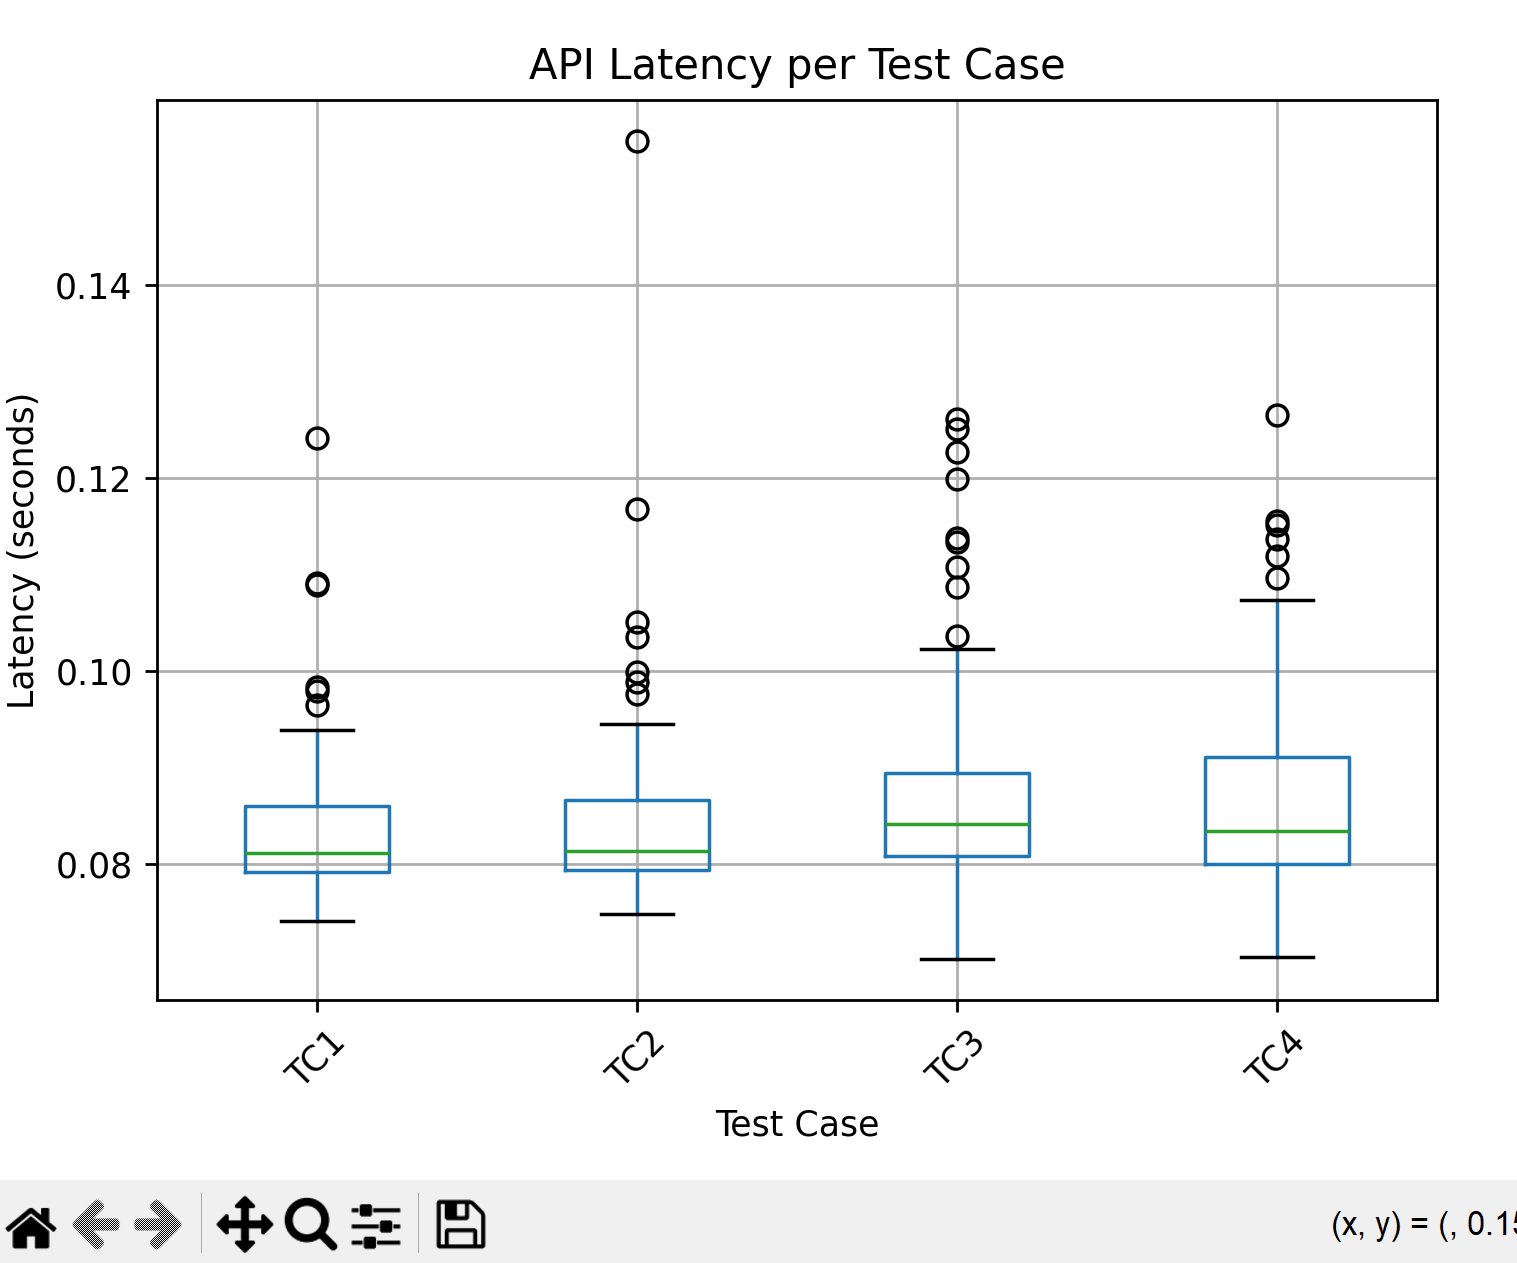 API Latency per Test Case
Latency (seconds)
0.14
0.12
0.10
0.08
TC1 TC2 TC3 TC4
Test Case
(x, y) = (, 0.15